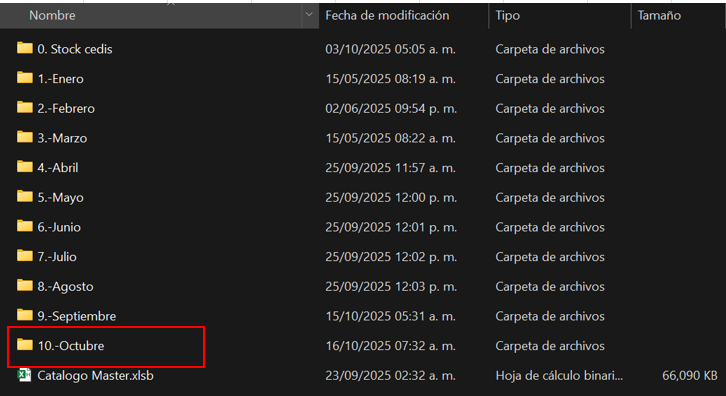 Nombre Fecha de modificación Tipo Tamaño
0. Stock cedis 03/10/2025 05:05 a. m. Carpeta de archivos
1.-Enero 15/05/2025 08:19 a. m. Carpeta de archivos
2.-Febrero 02/06/2025 09:54 p. m. Carpeta de archivos
3.-Marzo 15/05/2025 08:22 a. m. Carpeta de archivos
4.-Abril 25/09/2025 11:57 a. m. Carpeta de archivos
5.-Mayo 25/09/2025 12:00 p. m. Carpeta de archivos
6.-Junio 25/09/2025 12:01 p. m. Carpeta de archivos
7.-Julio 25/09/2025 12:02 p. m. Carpeta de archivos
8.-Agosto 25/09/2025 12:03 p. m. Carpeta de archivos
9.-Septiembre 15/10/2025 05:31 a. m. Carpeta de archivos
10.-Octubre 16/10/2025 07:32 a. m. Carpeta de archivos
Catalogo Master.xlsb 23/09/2025 02:32 a. m. Hoja de cálculo binari... 66,090 KB